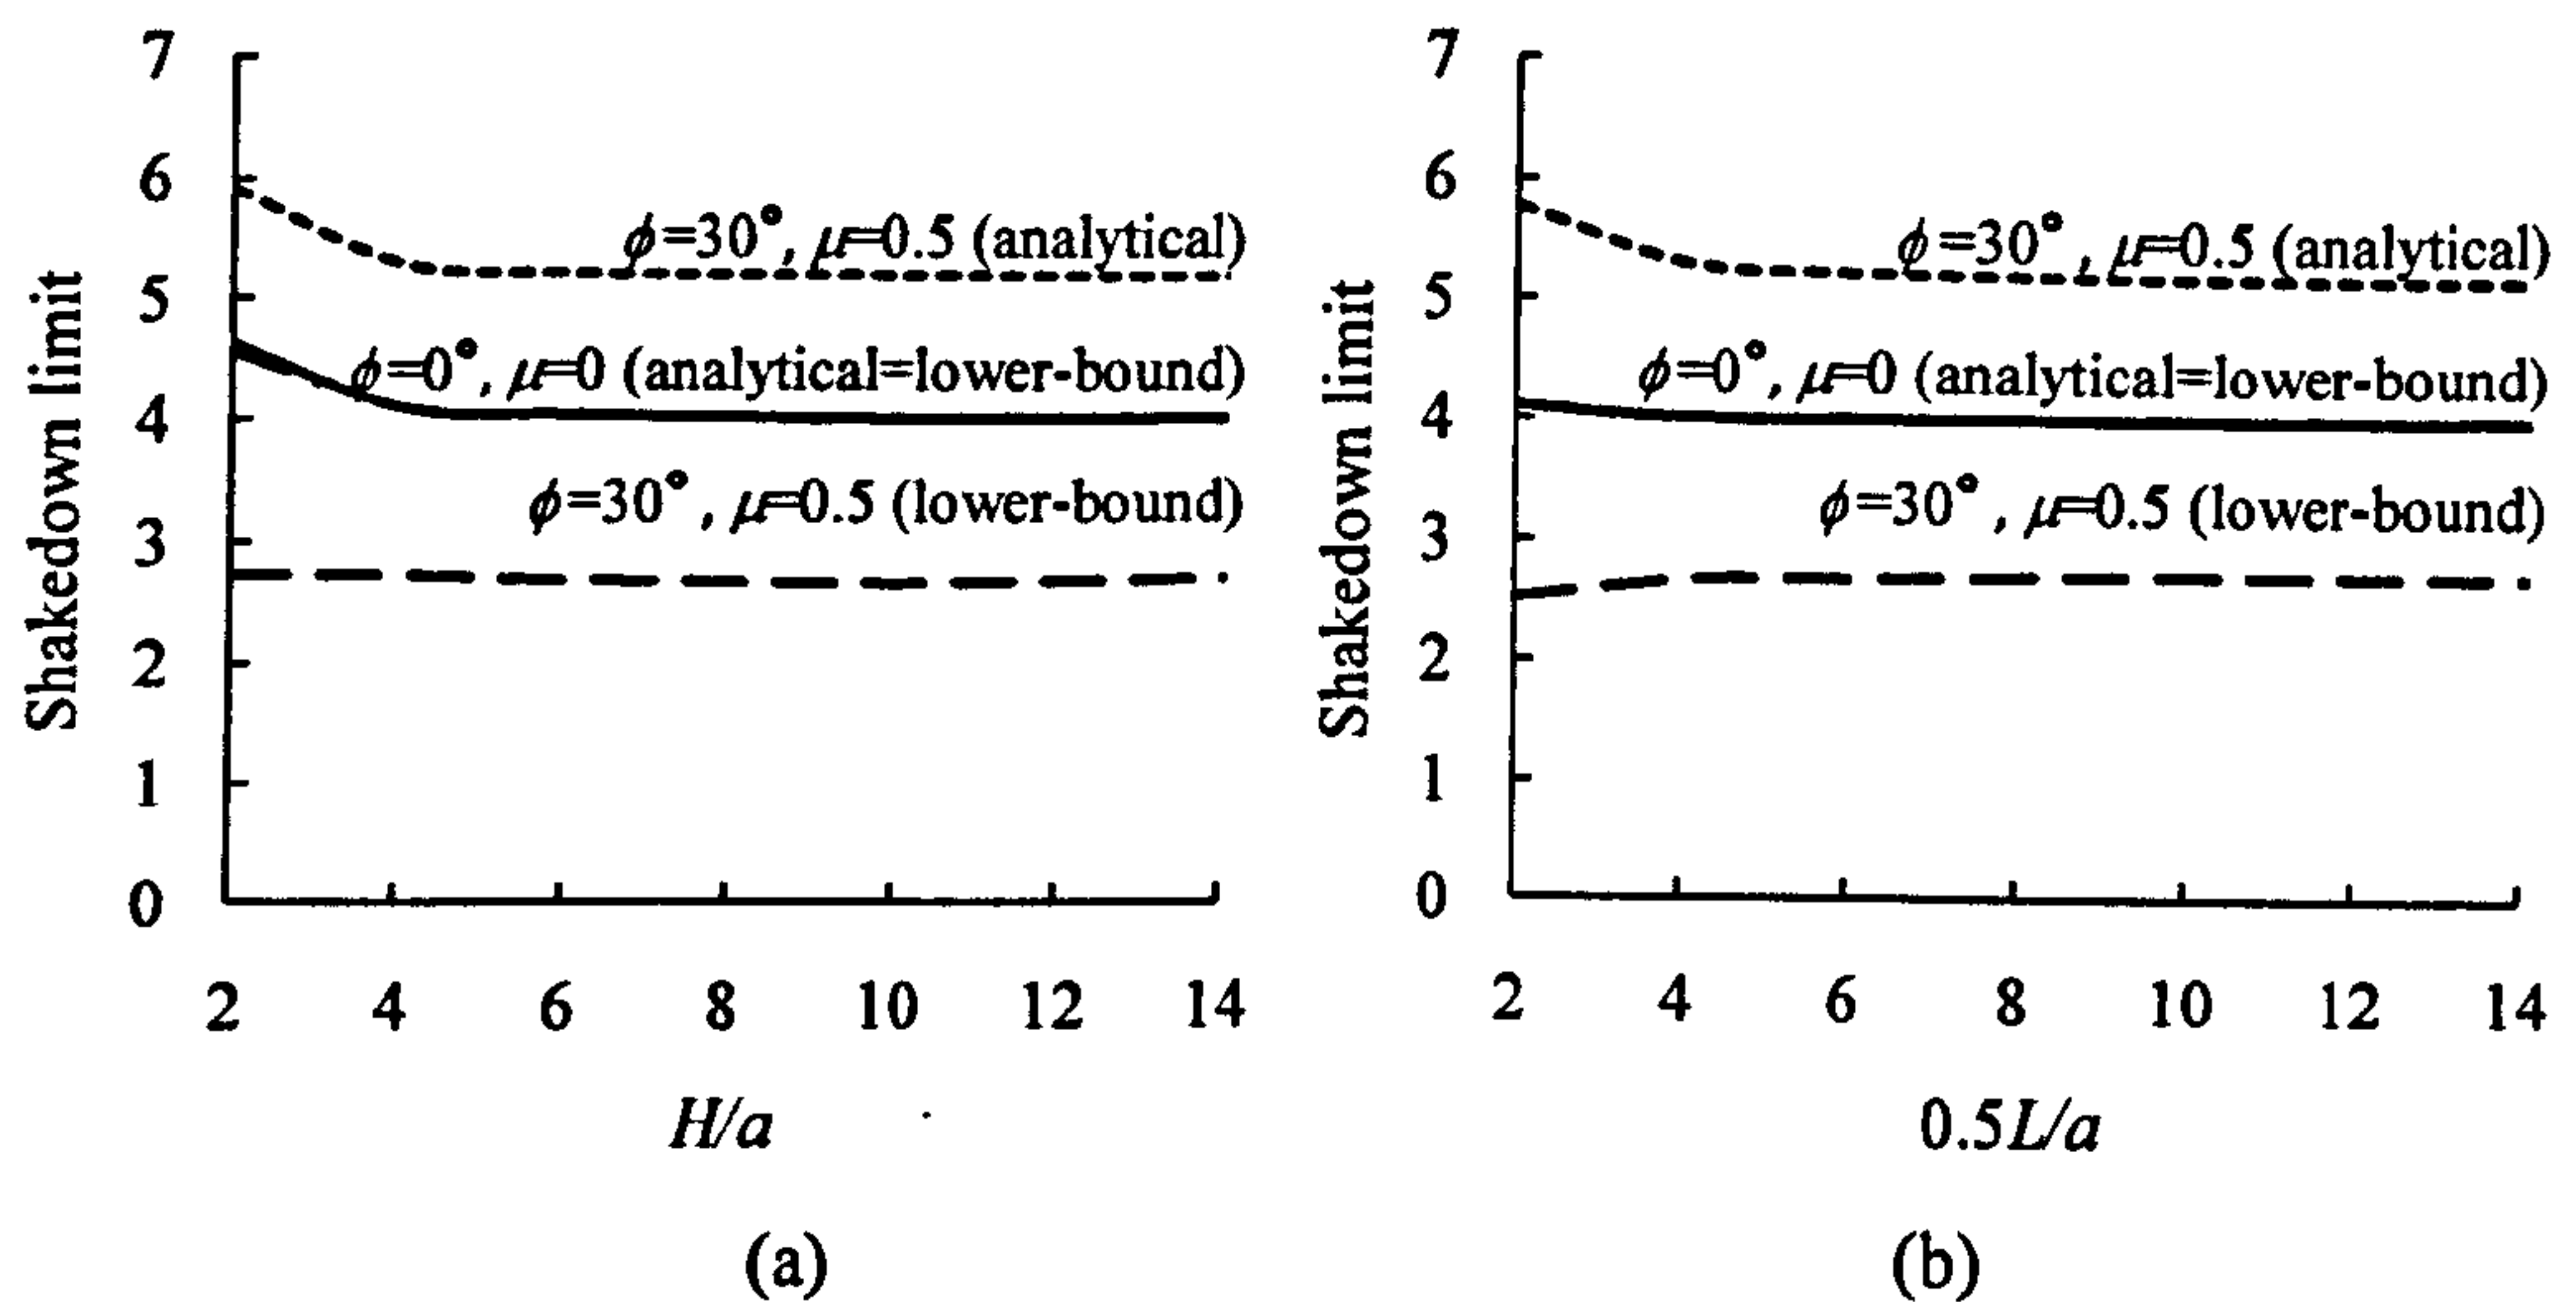 Shakedown limit
7
6
5
4
3
2
1
0
ϕ=30°, μ=0.5 (analytical)
ϕ=0°, μ=0 (analytical=lower-bound)
ϕ=30°, μ=0.5 (lower-bound)
2 4 6 8 10 12 14
H/a
(a)
Shakedown limit
7
6
5
4
3
2
1
0
ϕ=30°, μ=0.5 (analytical)
ϕ=0°, μ=0 (analytical=lower-bound)
ϕ=30°, μ=0.5 (lower-bound)
2 4 6 8 10 12 14
0.5L/a
(b)